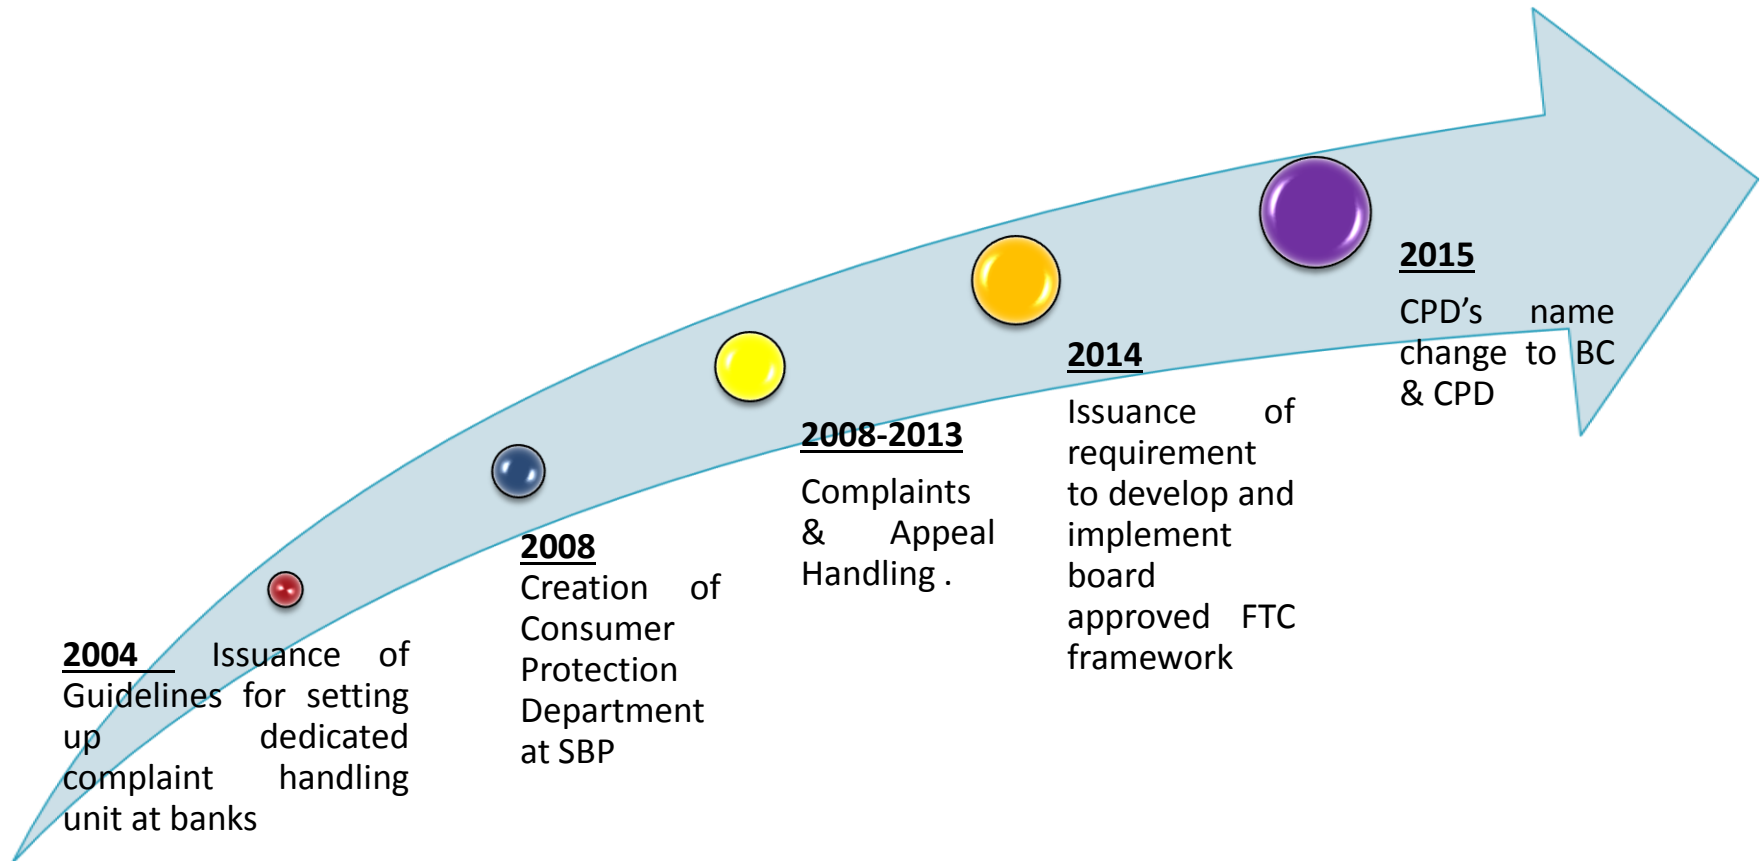 2004 Issuance of
Guidelines for setting
up dedicated
complaint handling
unit at banks
2008
Creation of
Consumer
Protection
Department
at SBP
2008-2013
Complaints
& Appeal
Handling .
2014
Issuance of
requirement
to develop and
implement
board
approved FTC
framework
2015
CPD’s name
change to BC
& CPD